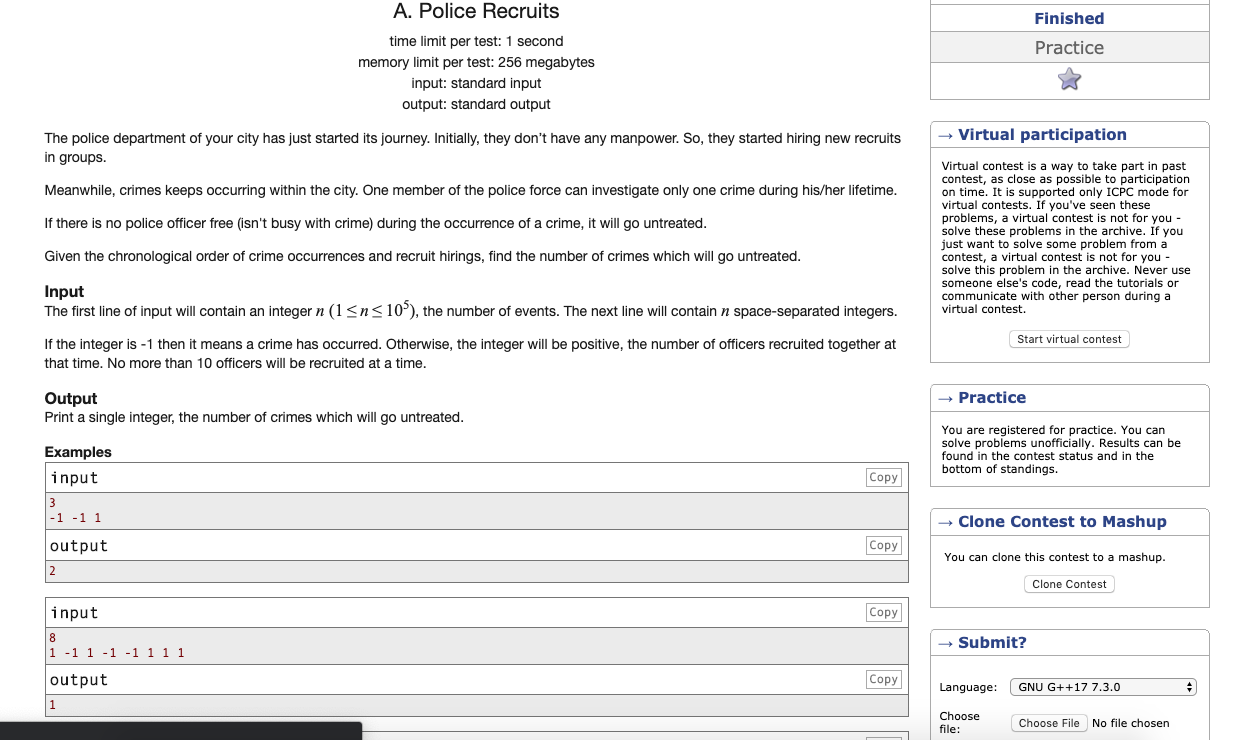 A. Police Recruits
time limit per test: 1 second
memory limit per test: 256 megabytes
input: standard input
output: standard output
The police department of your city has just started its journey. Initially, they don't have any manpower. So, they started hiring new recruits
in groups.
Meanwhile, crimes keeps occurring within the city. One member of the police force can investigate only one crime during his/her lifetime.
If there is no police officer free (isn't busy with crime) during the occurrence of a crime, it will go untreated.
Given the chronological order of crime occurrences and recruit hirings, find the number of crimes which will go untreated.
Input
The first line of input will contain an integer n (1 ≤ n ≤ 10⁵), the number of events. The next line will contain n space-separated integers.
If the integer is -1 then it means a crime has occurred. Otherwise, the integer will be positive, the number of officers recruited together at
that time. No more than 10 officers will be recruited at a time.
Output
Print a single integer, the number of crimes which will go untreated.
Examples
input Copy
3
-1 -1 1
output Copy
2
input Copy
8
1 -1 1 -1 -1 1 1 1
output Copy
1
Finished
Practice
→ Virtual participation
Virtual contest is a way to take part in past
contest, as close as possible to participation
on time. It is supported only ICPC mode for
virtual contests. If you've seen these
problems, a virtual contest is not for you -
solve these problems in the archive. If you
just want to solve some problem from a
contest, a virtual contest is not for you -
solve this problem in the archive. Never use
someone else's code, read the tutorials or
communicate with other person during a
virtual contest.
Start virtual contest
→ Practice
You are registered for practice. You can
solve problems unofficially. Results can be
found in the contest status and in the
bottom of standings.
→ Clone Contest to Mashup
You can clone this contest to a mashup.
Clone Contest
→ Submit?
Language: GNU G++17 7.3.0
Choose
file: Choose File No file chosen